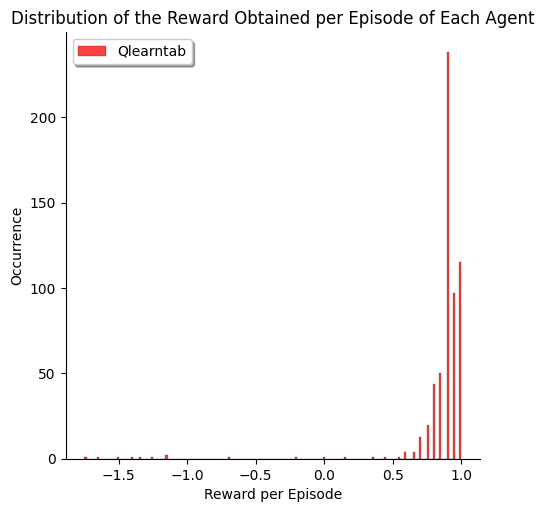 Distribution of the Reward Obtained per Episode of Each Agent
Qlearntab
Occurrence
200
150
100
50
0
−1.5 −1.0 −0.5 0.0 0.5 1.0
Reward per Episode